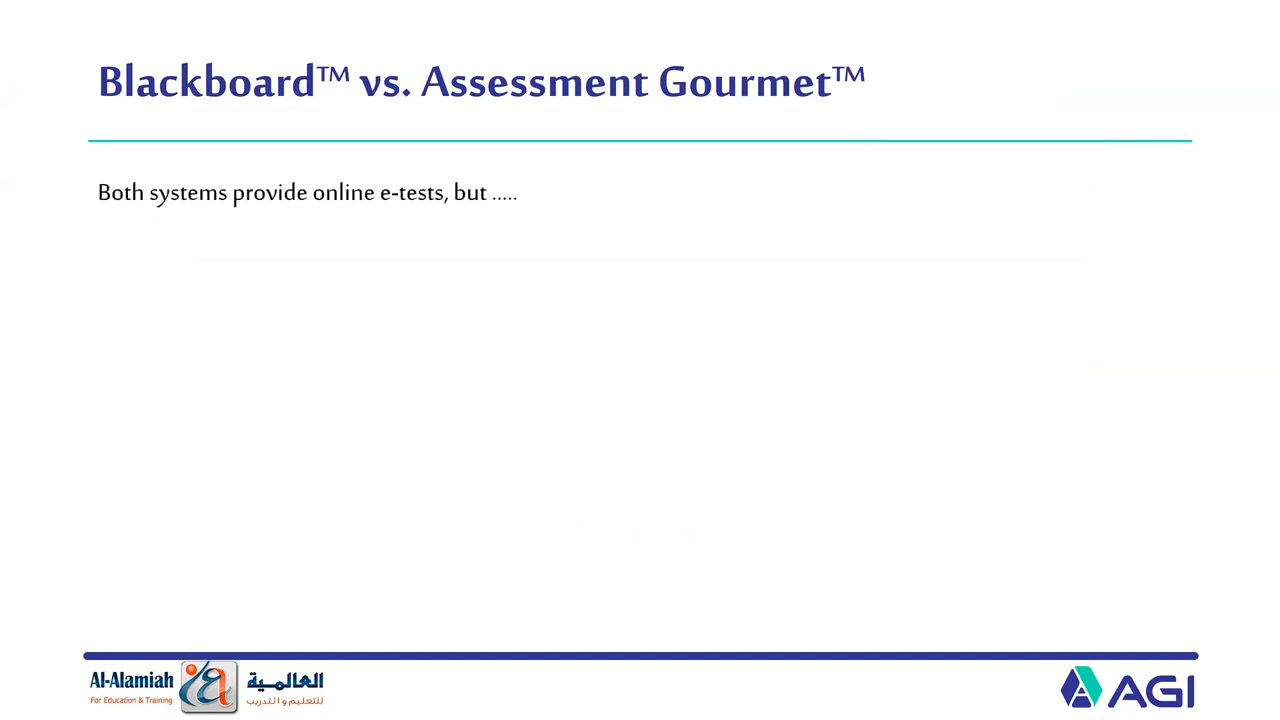 Blackboard™ vs. Assessment Gourmet™
Both systems provide online e-tests, but .....
Al-Alamiah
For Education & Training
العالمية
للتعليم و التدريب
AGI